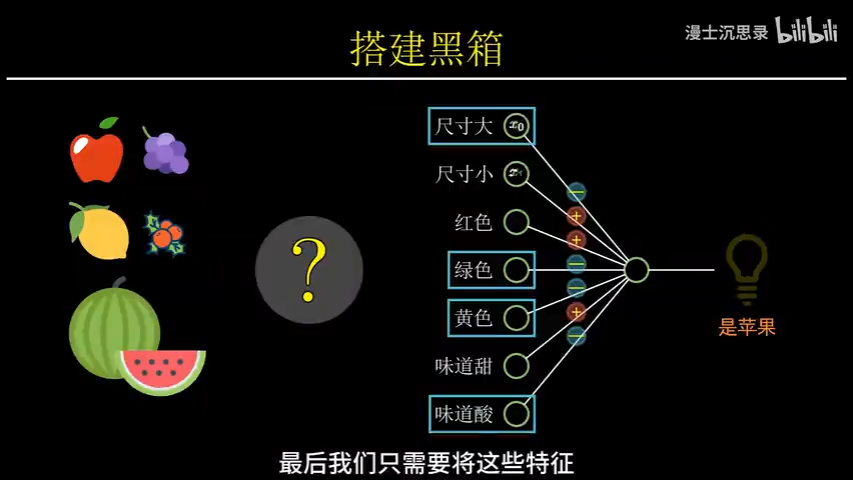 漫士沉思录 bilibili
搭建黑箱
尺寸大 x0
尺寸小
红色
绿色
黄色
味道甜
味道酸
?
是苹果
最后我们只需要将这些特征